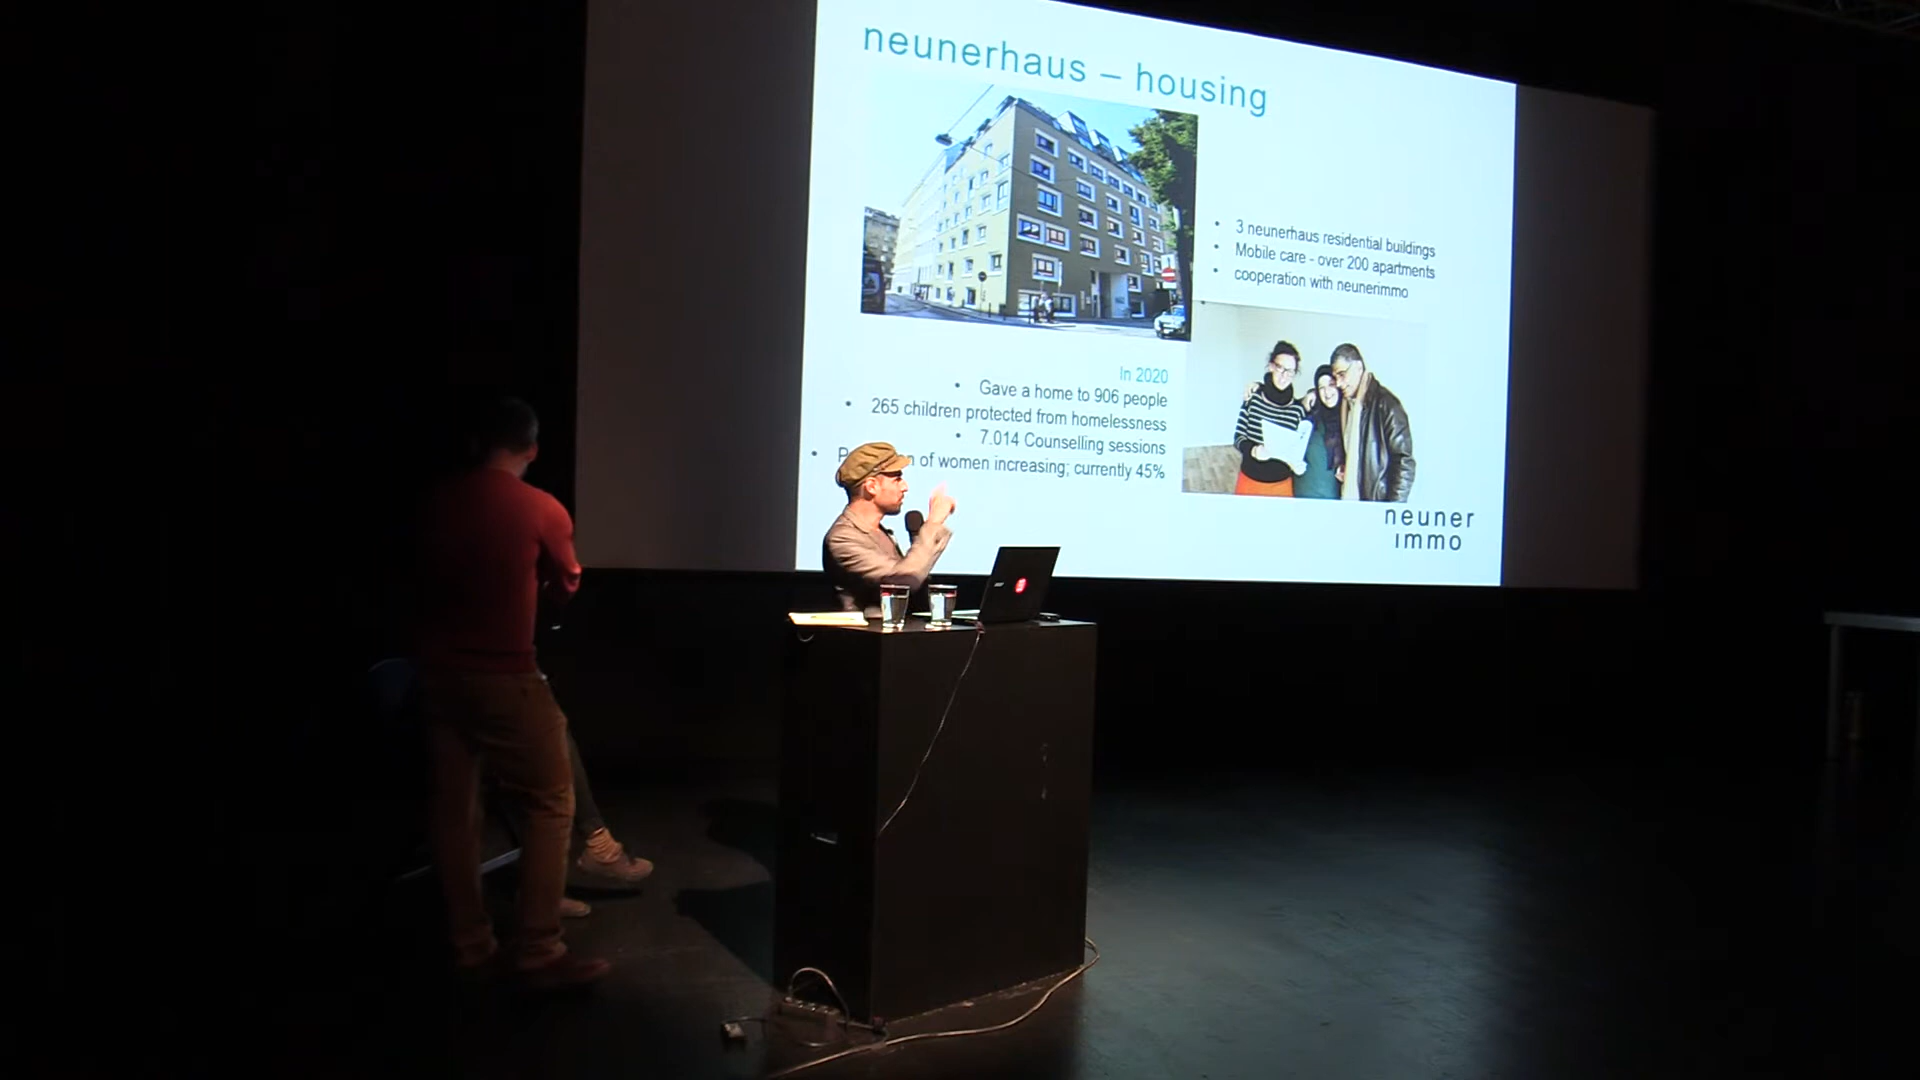 neunerhaus – housing
• 3 neunerhaus residential buildings
• Mobile care - over 200 apartments
• cooperation with neunerimmo
In 2020
• Gave a home to 906 people
• 265 children protected from homelessness
• 7.014 Counselling sessions
• of women increasing; currently 45%
neuner
immo